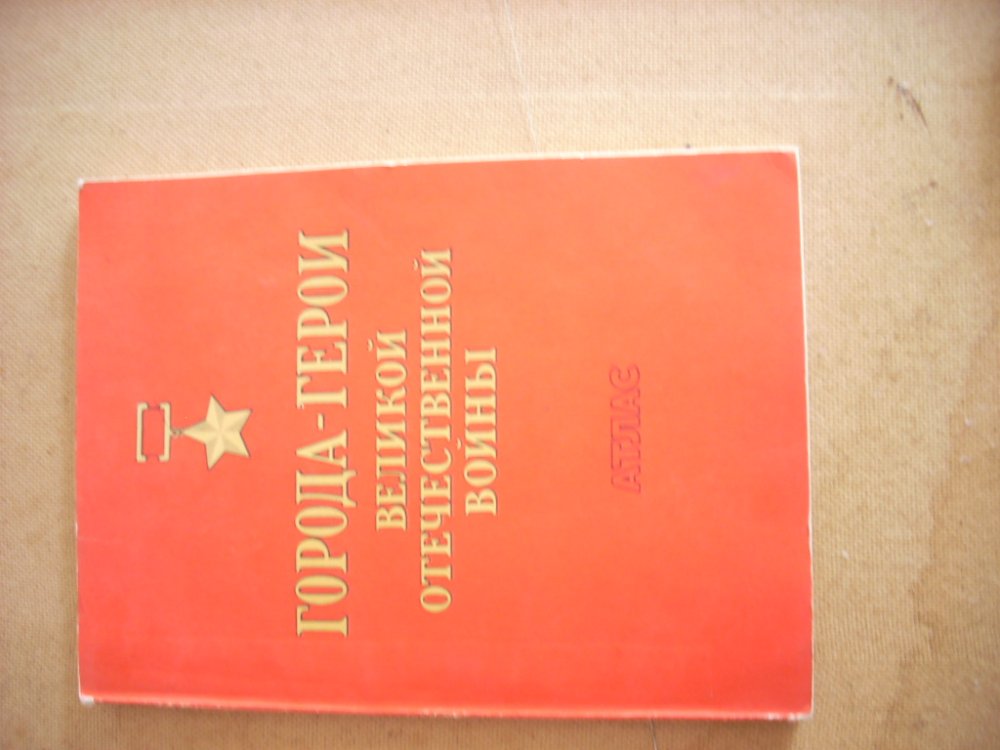 ГОРОДА-ГЕРОИ
ВЕЛИКОЙ
ОТЕЧЕСТВЕННОЙ
ВОЙНЫ
АТЛАС